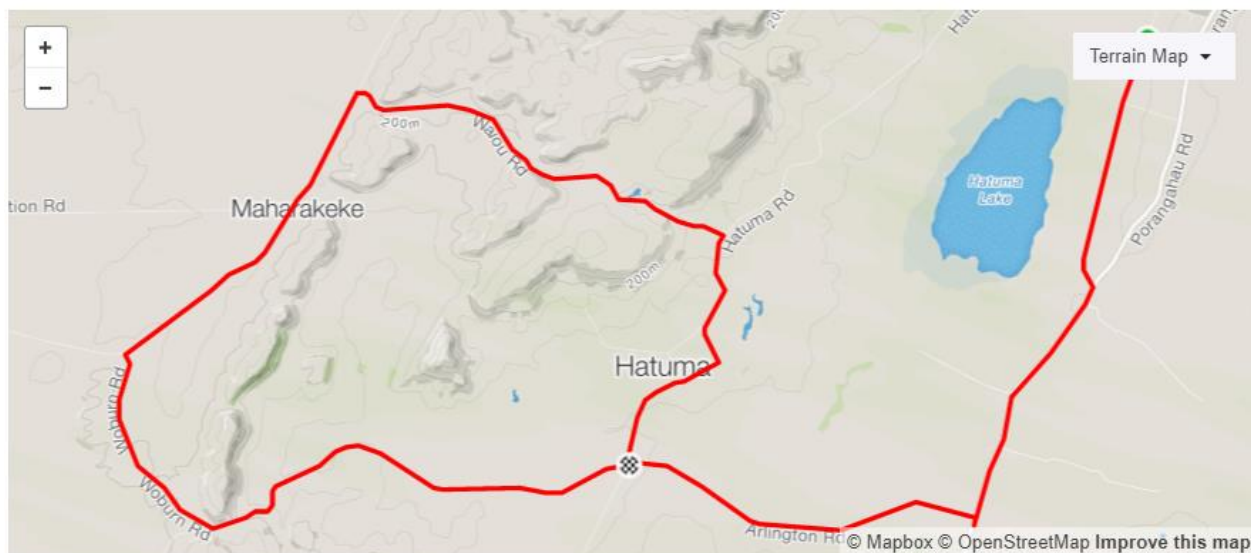 +
−
Terrain Map
200m
Waiou Rd
tion Rd
Maharakeke
Hatuma Rd
Hatuma
Lake
Porangahau Rd
200m
Hatuma
Woburn Rd
Woburn Rd
Arlington Rd
© Mapbox © OpenStreetMap Improve this map